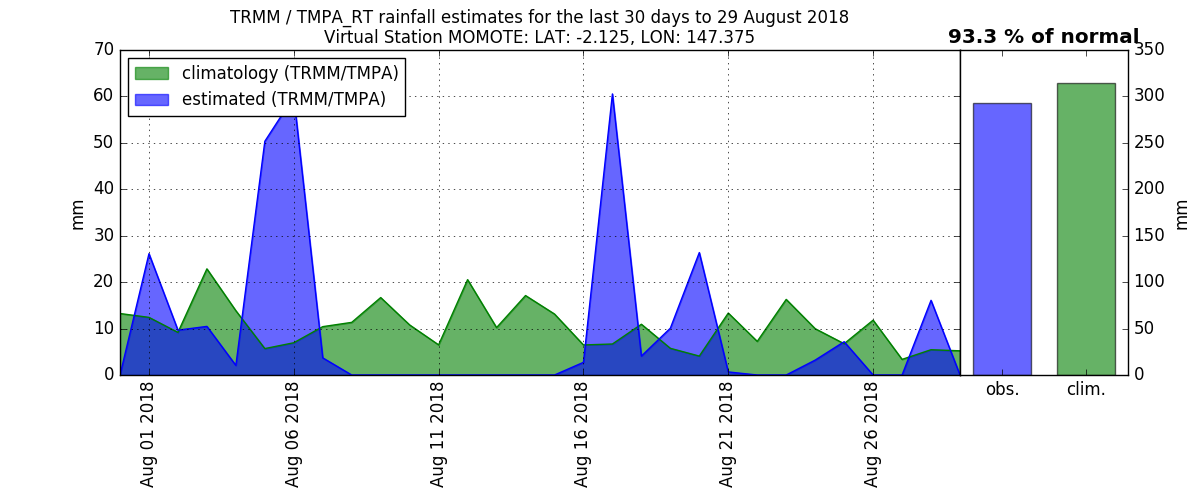 TRMM / TMPA_RT rainfall estimates for the last 30 days to 29 August 2018
Virtual Station MOMOTE: LAT: -2.125, LON: 147.375
93.3 % of normal
climatology (TRMM/TMPA)
estimated (TRMM/TMPA)
70
60
50
40
30
20
10
0
mm
350
300
250
200
150
100
50
0
mm
Aug 01 2018
Aug 06 2018
Aug 11 2018
Aug 16 2018
Aug 21 2018
Aug 26 2018
obs.
clim.